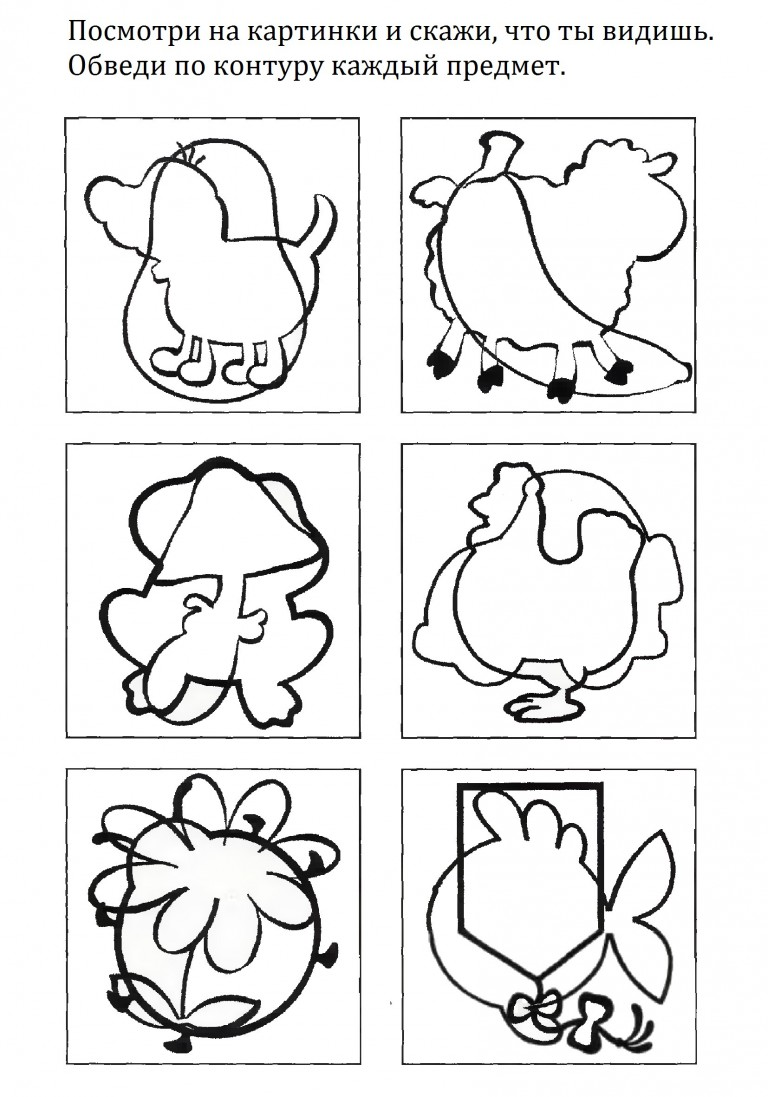 Посмотри на картинки и скажи, что ты видишь.
Обведи по контуру каждый предмет.